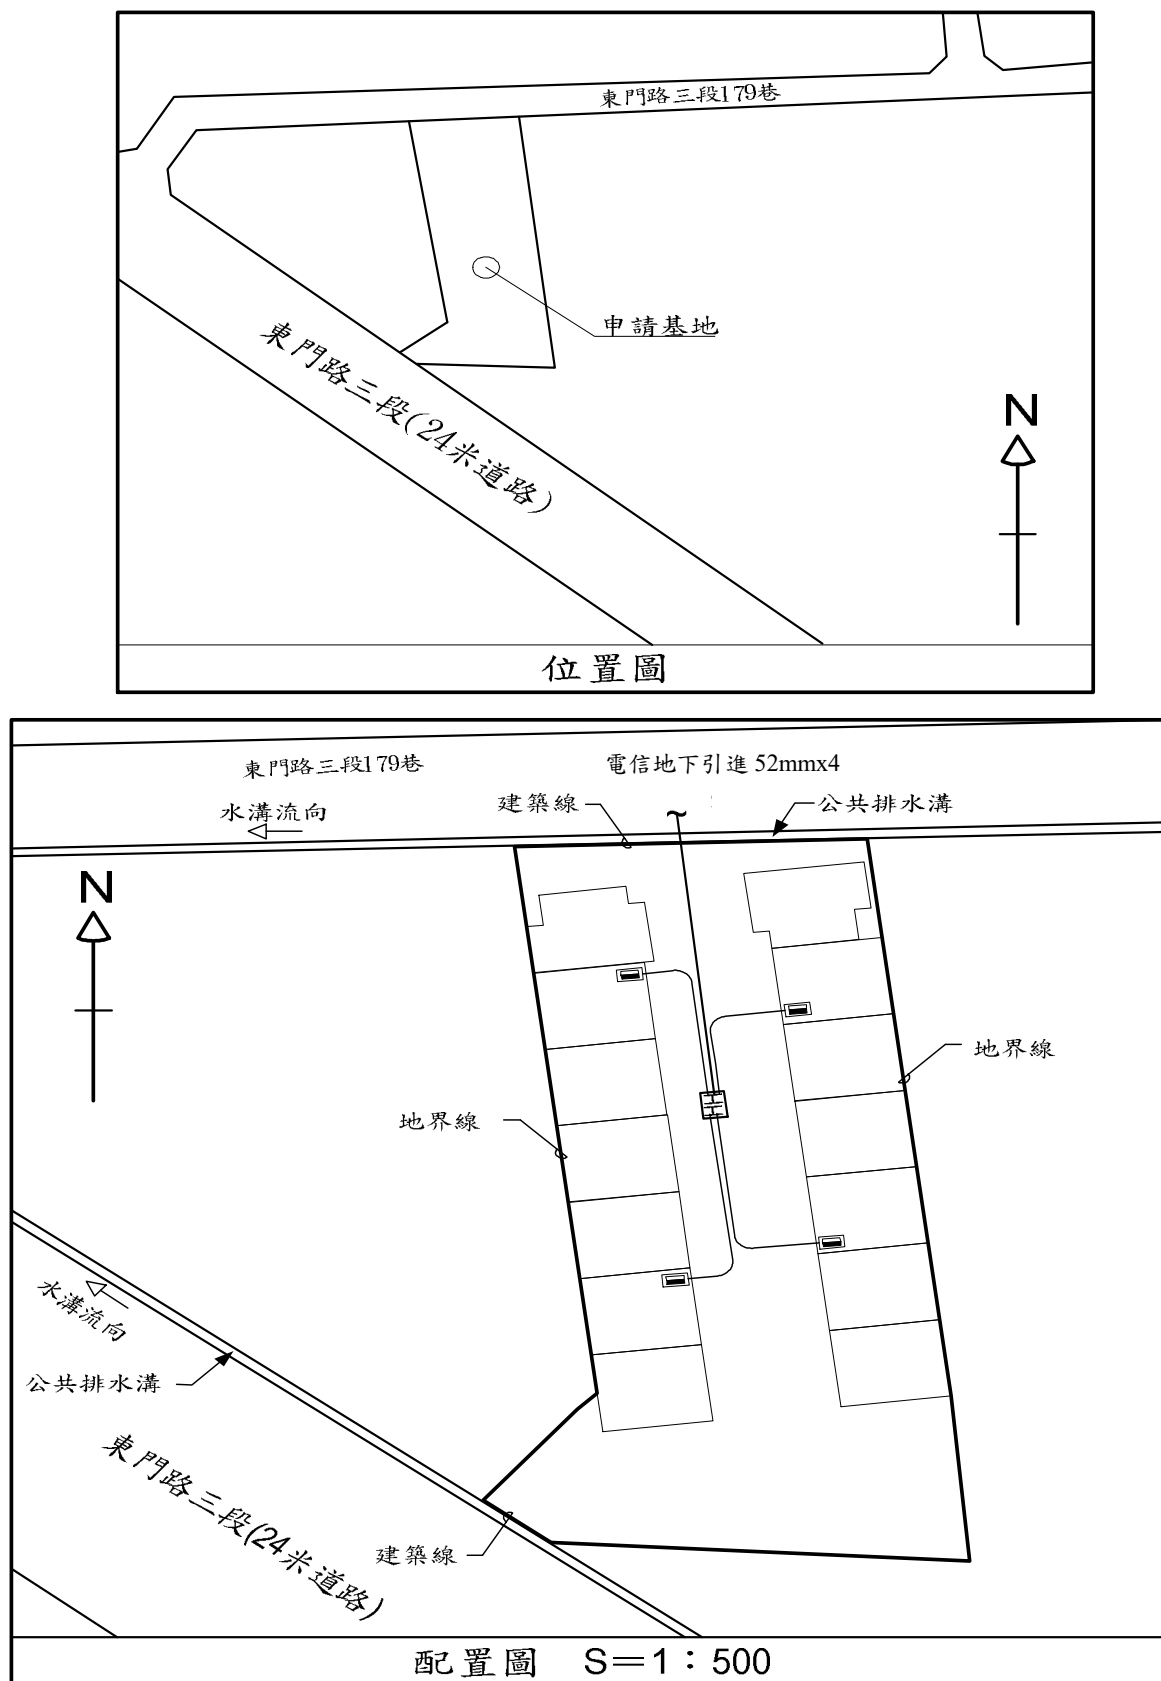 東門路三段179巷
申請基地
東門路三段(24米道路)
N
位置圖
東門路三段179巷
電信地下引進 52mmx4
水溝流向
建築線
公共排水溝
N
地界線
地界線
水溝流向
公共排水溝
東門路三段(24米道路)
建築線
配置圖 S=1：500